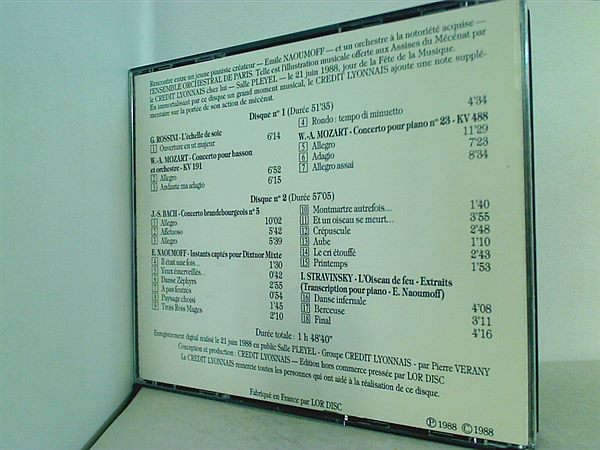 Rencontre entre un jeune pianiste créateur — Emile NAOUMOFF — et un orchestre à la notoriété acquise —
l'ENSEMBLE ORCHESTRAL DE PARIS. Telle est l'illustration musicale offerte aux Assises du Mécénat par
le CREDIT LYONNAIS chez lui — Salle PLEYEL — le 21 juin 1988, jour de la Fête de la Musique.
En immortalisant par ce disque un grand moment musical, le CREDIT LYONNAIS ajoute une note supplé-
mentaire sur la portée de son action de mécénat.
Disque n° 1 (Durée 51'35)
G. ROSSINI - L'échelle de soie
1 Ouverture en ut majeur 6'14
W.-A. MOZART - Concerto pour basson
et orchestre - KV 191
2 Allegro 6'52
3 Andante ma adagio 6'15
4 Rondo : tempo di minuetto 4'34
W.-A. MOZART - Concerto pour piano n° 23 - KV 488
5 Allegro 11'29
6 Adagio 7'23
7 Allegro assai 8'34
Disque n° 2 (Durée 57'05)
J.-S. BACH - Concerto brandebourgeois n° 5
1 Allegro 10'02
2 Affetuoso 5'42
3 Allegro 5'39
E. NAOUMOFF - Instants captés pour Dixtuor Mixte
4 Il était une fois... 1'30
5 Yeux émerveillés... 0'42
6 Danse Zéphyrs 2'55
7 A pas feutrés 0'54
8 Paysage choisi 1'45
9 Trois Rois Mages 2'10
10 Montmartre autrefois... 1'40
11 Et un oiseau se meurt... 3'55
12 Crépuscule 2'48
13 Aube 1'10
14 Le cri étouffé 2'43
15 Printemps 1'53
I. STRAVINSKY - L'Oiseau de feu - Extraits
(Transcription pour piano - E. Naoumoff)
16 Danse infernale 4'08
17 Berceuse 3'11
18 Final 4'16
Durée totale : 1 h 48'40"
Enregistrement digital réalisé le 21 juin 1988 en public Salle PLEYEL - Groupe CREDIT LYONNAIS - par Pierre VERANY
Conception et production : CREDIT LYONNAIS — Edition hors commerce pressée par LOR DISC
Le CREDIT LYONNAIS remercie toutes les personnes qui ont aidé à la réalisation de ce disque.
Fabriqué en France par LOR DISC
Ⓟ 1988 © 1988